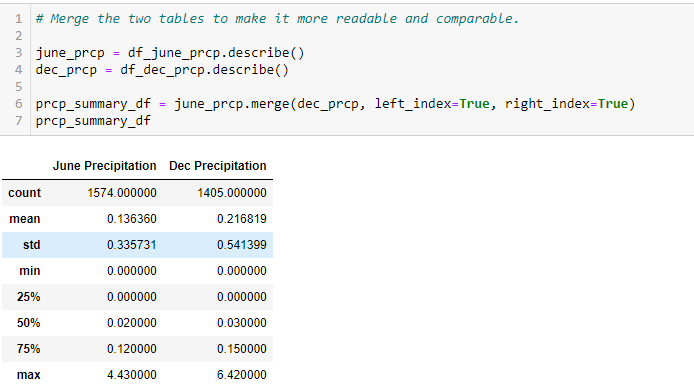 1 # Merge the two tables to make it more readable and comparable.
2
3 june_prcp = df_june_prcp.describe()
4 dec_prcp = df_dec_prcp.describe()
5
6 prcp_summary_df = june_prcp.merge(dec_prcp, left_index=True, right_index=True)
7 prcp_summary_df
June Precipitation Dec Precipitation
count 1574.000000 1405.000000
mean 0.136360 0.216819
std 0.335731 0.541399
min 0.000000 0.000000
25% 0.000000 0.000000
50% 0.020000 0.030000
75% 0.120000 0.150000
max 4.430000 6.420000